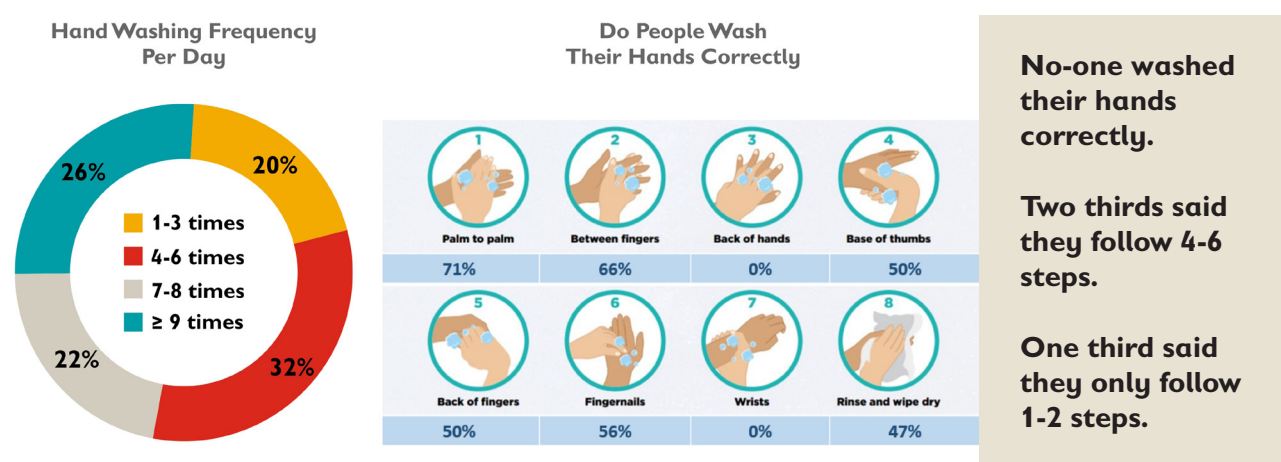 Hand Washing Frequency
Per Day
26%
20%
1-3 times
4-6 times
7-8 times
≥ 9 times
22%
32%
Do People Wash
Their Hands Correctly
1 2 3 4
Palm to palm Between fingers Back of hands Base of thumbs
71% 66% 0% 50%
5 6 7 8
Back of fingers Fingernails Wrists Rinse and wipe dry
50% 56% 0% 47%
No-one washed
their hands
correctly.
Two thirds said
they follow 4-6
steps.
One third said
they only follow
1-2 steps.